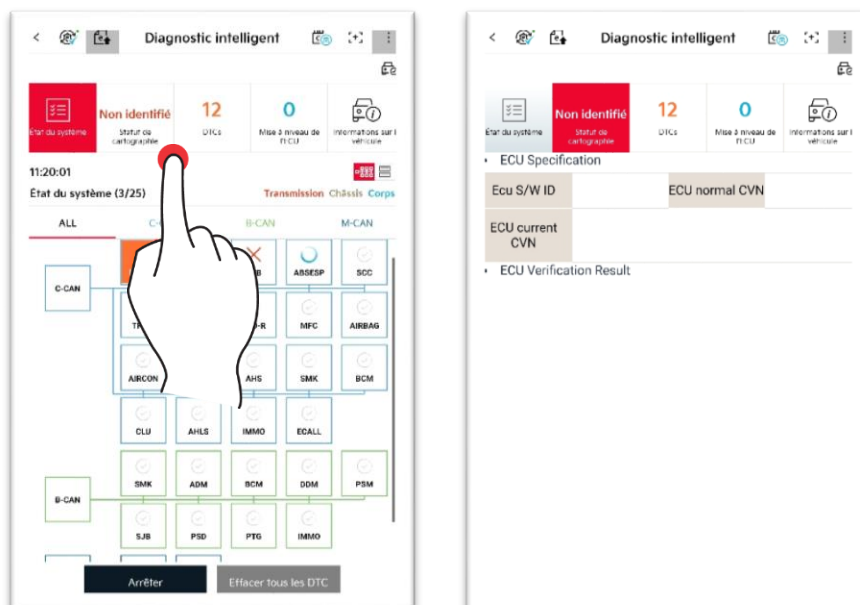 Diagnostic intelligent
État du système
Non identifié
Statut de
cartographie
12
DTCs
0
Mise à niveau de
l'ECU
Informations sur l
véhicule
11:20:01
État du système (3/25)
Transmission Châssis Corps
ALL
B-CAN
M-CAN
C-CAN
ABSESP
SCC
MFC
AIRBAG
AIRCON
AHS
SMK
BCM
CLU
AHLS
IMMO
ECALL
B-CAN
SMK
ADM
BCM
DDM
PSM
SJB
PSD
PTG
IMMO
Arrêter
Effacer tous les DTC
Diagnostic intelligent
État du système
Non identifié
Statut de
cartographie
12
DTCs
0
Mise à niveau de
l'ECU
Informations sur l
véhicule
ECU Specification
Ecu S/W ID
ECU normal CVN
ECU current
CVN
ECU Verification Result